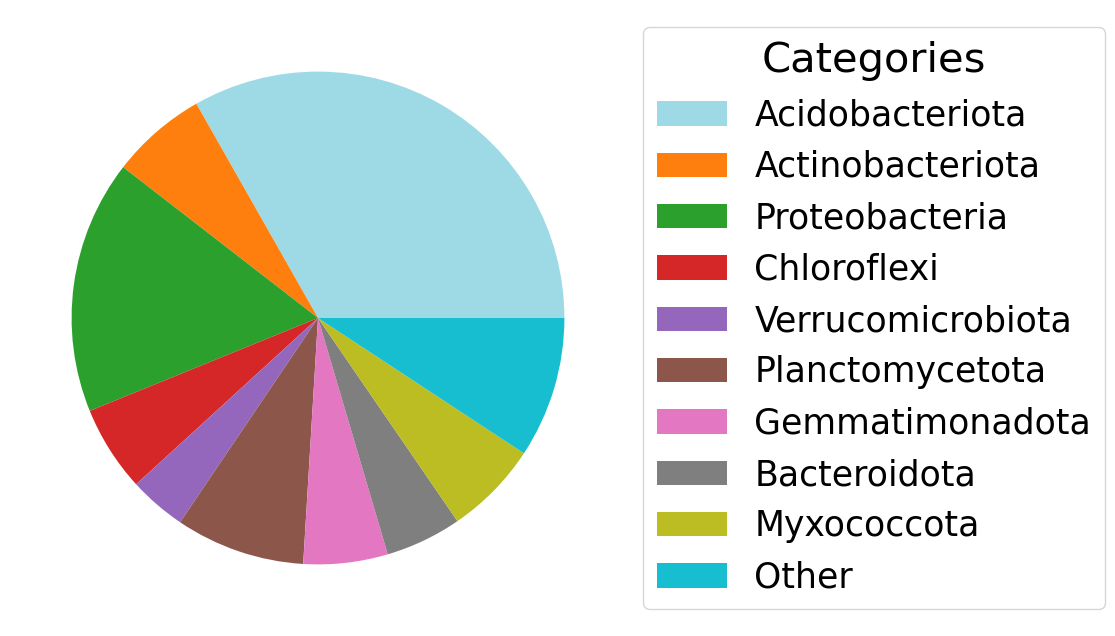 Categories
Acidobacteriota
Actinobacteriota
Proteobacteria
Chloroflexi
Verrucomicrobiota
Planctomycetota
Gemmatimonadota
Bacteroidota
Myxococcota
Other